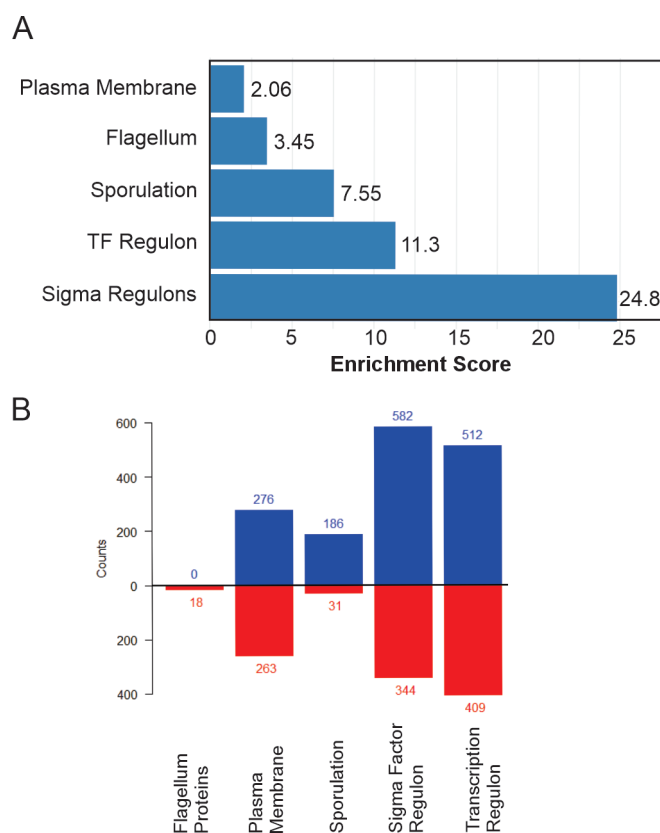 A
Plasma Membrane
2.06
Flagellum
3.45
Sporulation
7.55
TF Regulon
11.3
Sigma Regulons
24.8
0
5
10
15
20
25
Enrichment Score
B
Counts
600
400
200
0
200
400
0
18
276
263
186
31
582
344
512
409
Flagellum
Proteins
Plasma
Membrane
Sporulation
Sigma Factor
Regulon
Transcription
Regulon